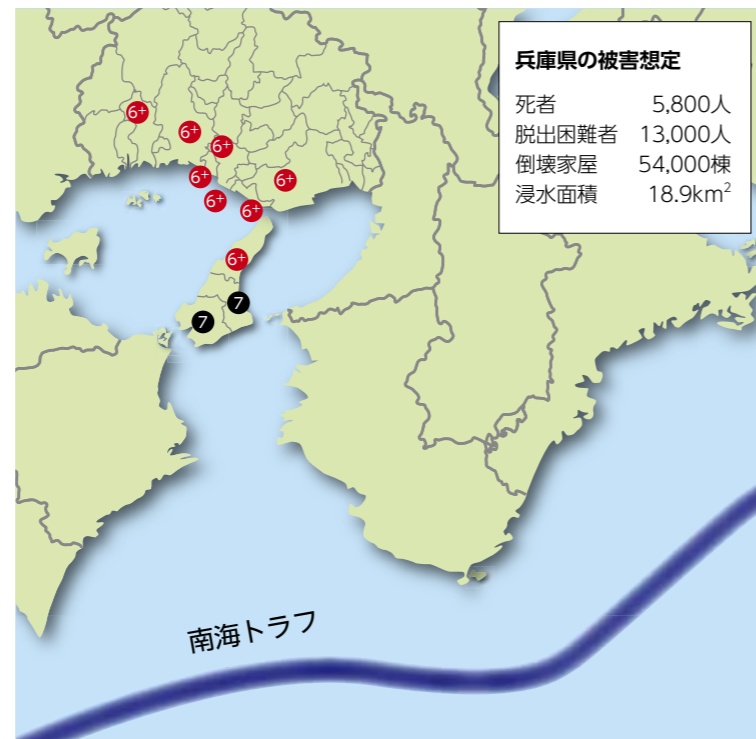 兵庫県の被害想定
死者 5,800人
脱出困難者 13,000人
倒壊家屋 54,000棟
浸水面積 18.9km²
6+
6+
6+
6+
6+
6+
6+
6+
7
7
南海トラフ